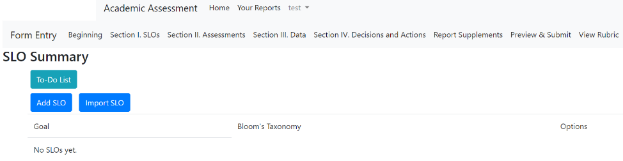 Academic Assessment Home Your Reports test
Form Entry Beginning Section I. SLOs Section II. Assessments Section III. Data Section IV. Decisions and Actions Report Supplements Preview & Submit View Rubric
SLO Summary
To-Do List
Add SLO Import SLO
Goal Bloom's Taxonomy Options
No SLOs yet.